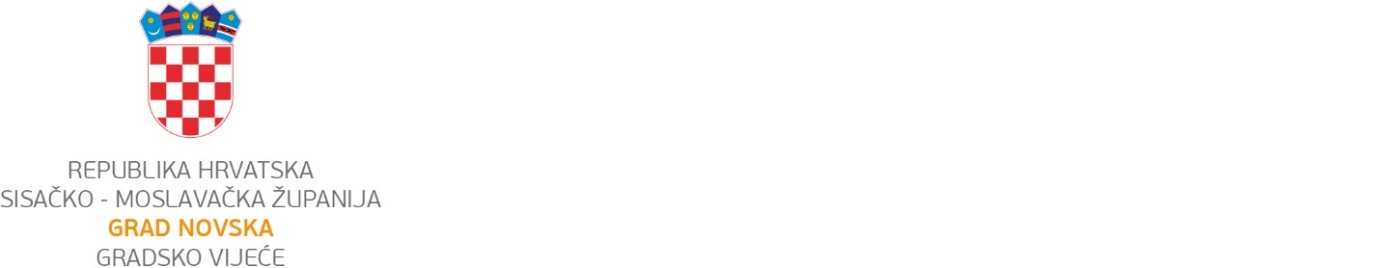 REPUBLIKA HRVATSKA
SISAČKO - MOSLAVAČKA ŽUPANIJA
GRAD NOVSKA
GRADSKO VIJEĆE